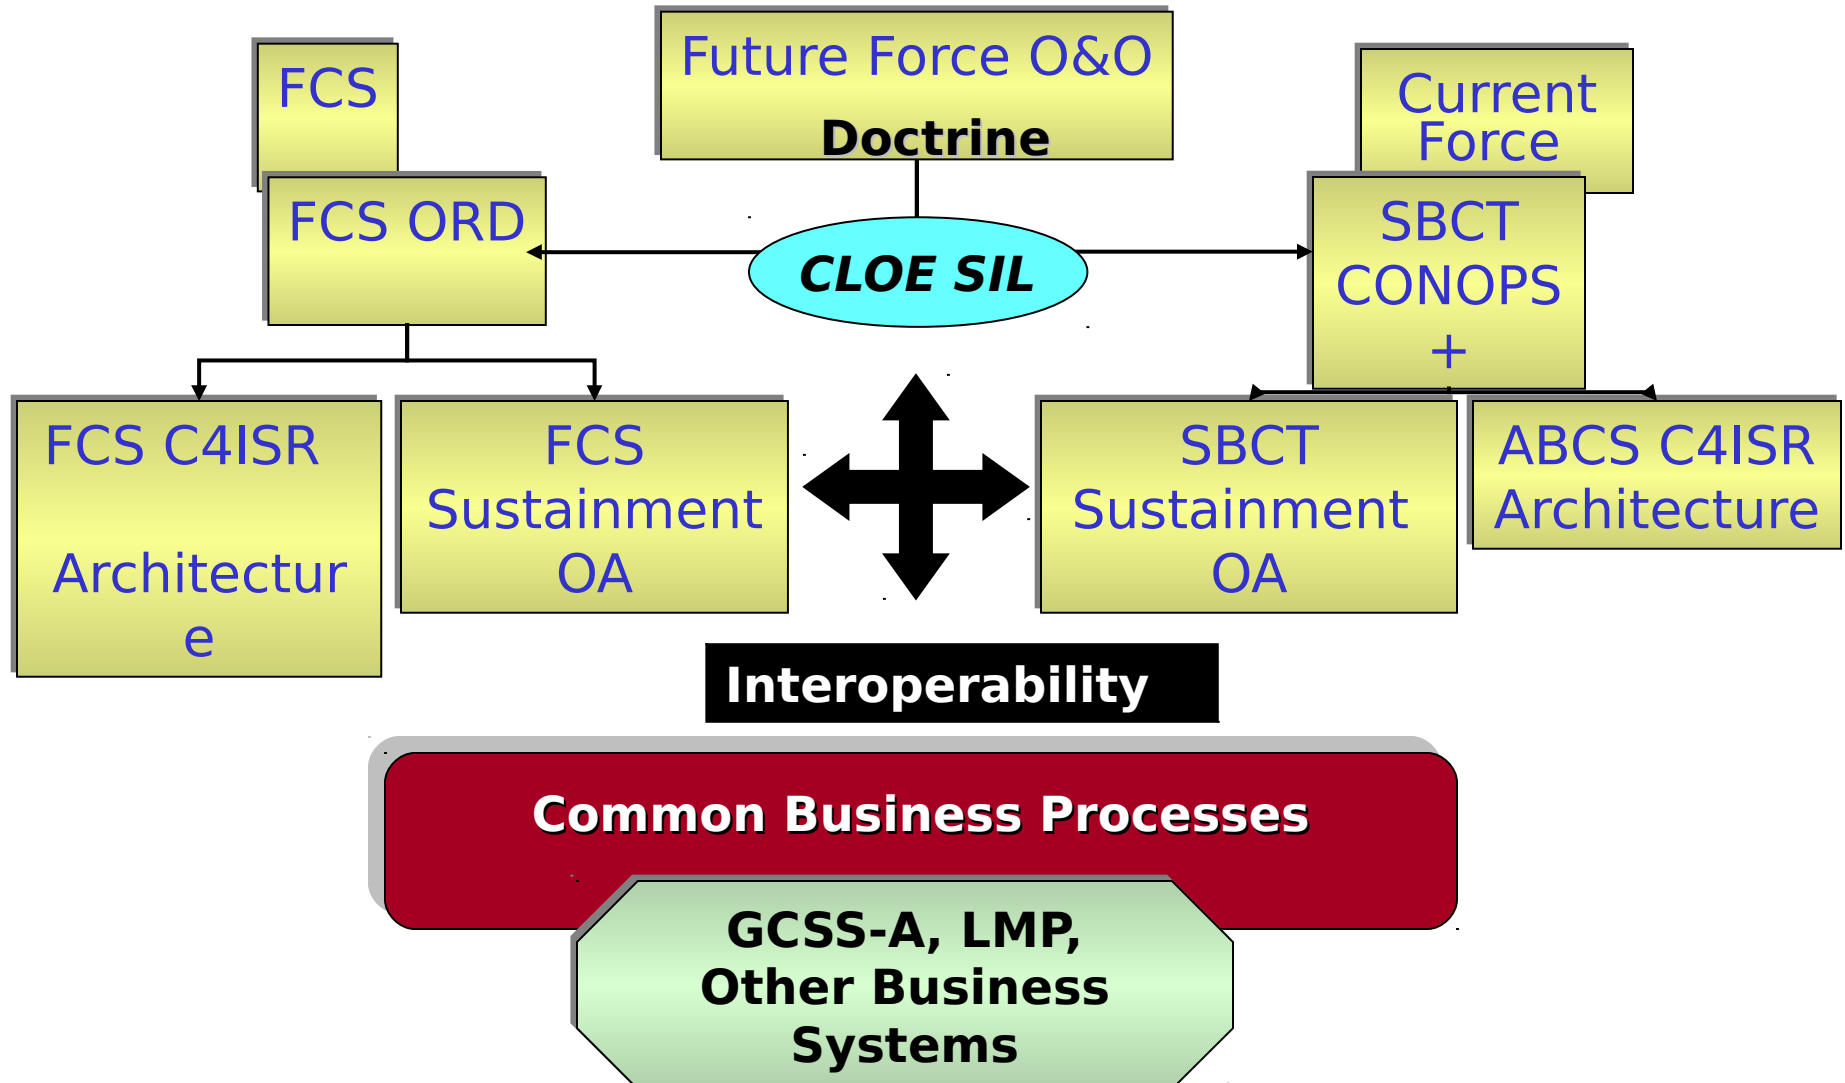 FCS
Future Force O&O
Doctrine
Current
Force
FCS ORD
CLOE SIL
SBCT
CONOPS
+
FCS C4ISR
Architectur
e
FCS
Sustainment
OA
SBCT
Sustainment
OA
ABCS C4ISR
Architecture
Interoperability
Common Business Processes
GCSS-A, LMP,
Other Business
Systems